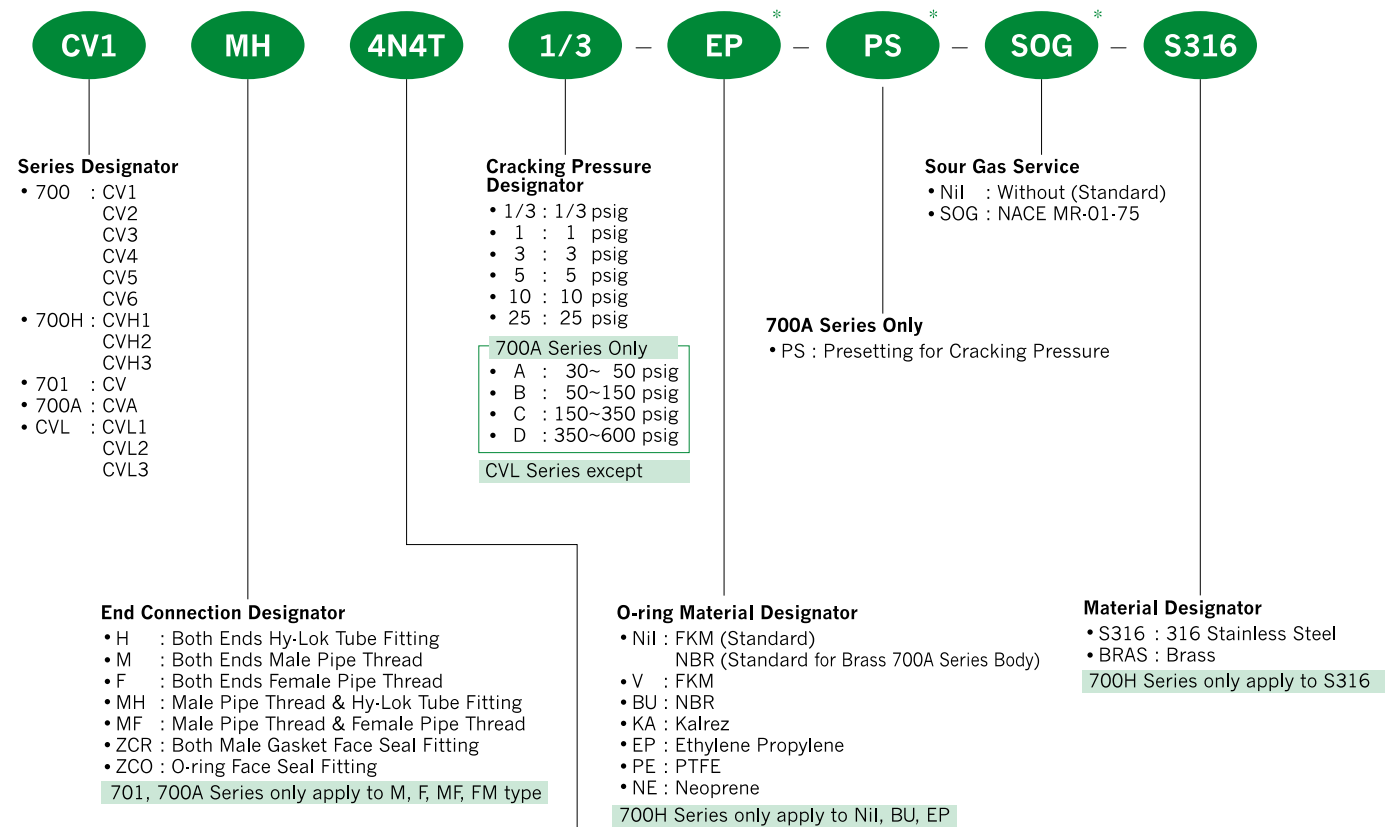 CV1 MH 4N4T 1/3 – EP* – PS* – SOG* – S316
Series Designator
• 700 : CV1
CV2
CV3
CV4
CV5
CV6
• 700H : CVH1
CVH2
CVH3
• 701 : CV
• 700A : CVA
• CVL : CVL1
CVL2
CVL3
Cracking Pressure
Designator
• 1/3 : 1/3 psig
• 1 : 1 psig
• 3 : 3 psig
• 5 : 5 psig
• 10 : 10 psig
• 25 : 25 psig
700A Series Only
• A : 30~ 50 psig
• B : 50~150 psig
• C : 150~350 psig
• D : 350~600 psig
CVL Series except
Sour Gas Service
• Nil : Without (Standard)
• SOG : NACE MR-01-75
700A Series Only
• PS : Presetting for Cracking Pressure
End Connection Designator
• H : Both Ends Hy-Lok Tube Fitting
• M : Both Ends Male Pipe Thread
• F : Both Ends Female Pipe Thread
• MH : Male Pipe Thread & Hy-Lok Tube Fitting
• MF : Male Pipe Thread & Female Pipe Thread
• ZCR : Both Male Gasket Face Seal Fitting
• ZCO : O-ring Face Seal Fitting
701, 700A Series only apply to M, F, MF, FM type
O-ring Material Designator
• Nil : FKM (Standard)
NBR (Standard for Brass 700A Series Body)
• V : FKM
• BU : NBR
• KA : Kalrez
• EP : Ethylene Propylene
• PE : PTFE
• NE : Neoprene
700H Series only apply to Nil, BU, EP
Material Designator
• S316 : 316 Stainless Steel
• BRAS : Brass
700H Series only apply to S316